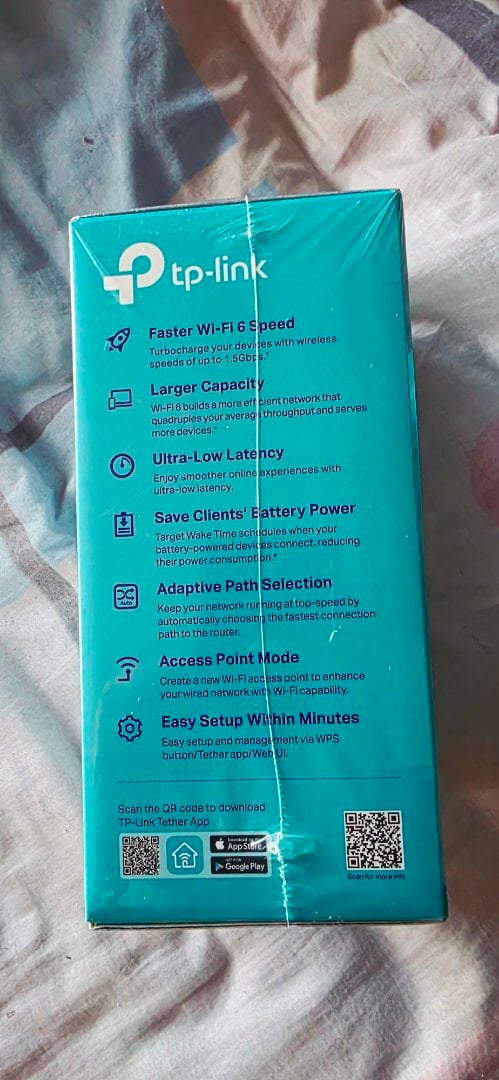 tp-link
Faster Wi-Fi 6 Speed
Turbocharge your devices with wireless
speeds of up to 1.5Gbps.†
Larger Capacity
Wi-Fi 6 builds a more efficient network that
quadruples your average throughput and serves
more devices.*
Ultra-Low Latency
Enjoy smoother online experiences with
ultra-low latency.
Save Clients' Battery Power
Target Wake Time schedules when your
battery-powered devices connect, reducing
their power consumption.*
Auto
Adaptive Path Selection
Keep your network running at top-speed by
automatically choosing the fastest connection
path to the router.
Access Point Mode
Create a new Wi-Fi access point to enhance
your wired network with Wi-Fi capability.
Easy Setup Within Minutes
Easy setup and management via WPS
button/Tether app/Web UI.
Scan the QR code to download
TP-Link Tether App
Download on the
App Store
GET IT ON
Google Play
Scan for more info